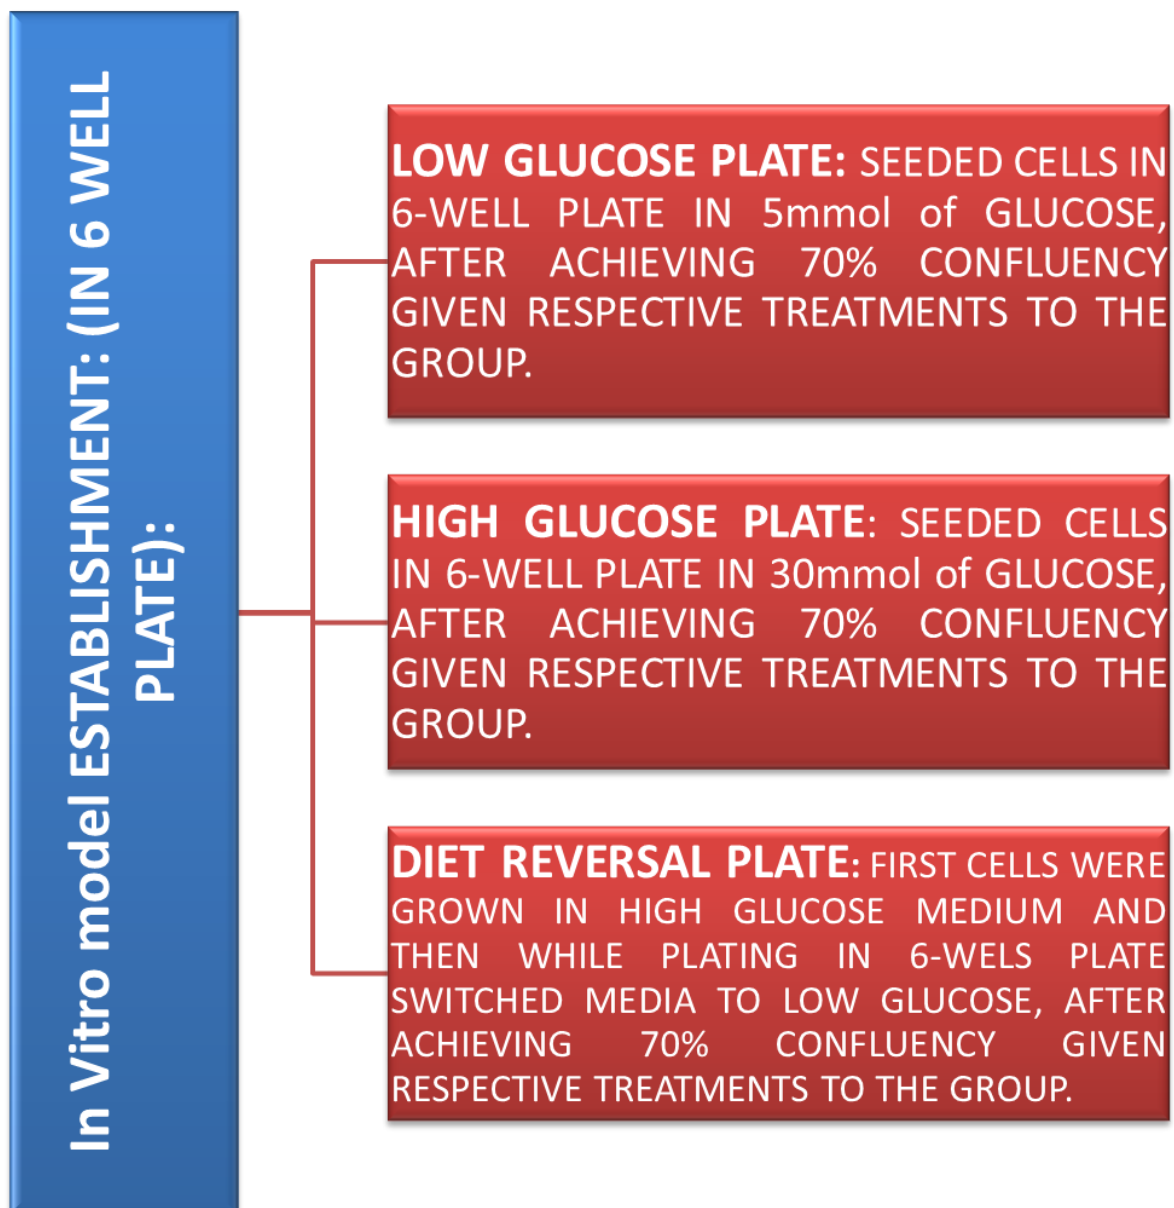 In Vitro model ESTABLISHMENT: (IN 6 WELL
PLATE):
LOW GLUCOSE PLATE: SEEDED CELLS IN
6-WELL PLATE IN 5mmol of GLUCOSE,
AFTER ACHIEVING 70% CONFLUENCY
GIVEN RESPECTIVE TREATMENTS TO THE
GROUP.
HIGH GLUCOSE PLATE: SEEDED CELLS
IN 6-WELL PLATE IN 30mmol of GLUCOSE,
AFTER ACHIEVING 70% CONFLUENCY
GIVEN RESPECTIVE TREATMENTS TO THE
GROUP.
DIET REVERSAL PLATE: FIRST CELLS WERE
GROWN IN HIGH GLUCOSE MEDIUM AND
THEN WHILE PLATING IN 6-WELS PLATE
SWITCHED MEDIA TO LOW GLUCOSE, AFTER
ACHIEVING 70% CONFLUENCY GIVEN
RESPECTIVE TREATMENTS TO THE GROUP.